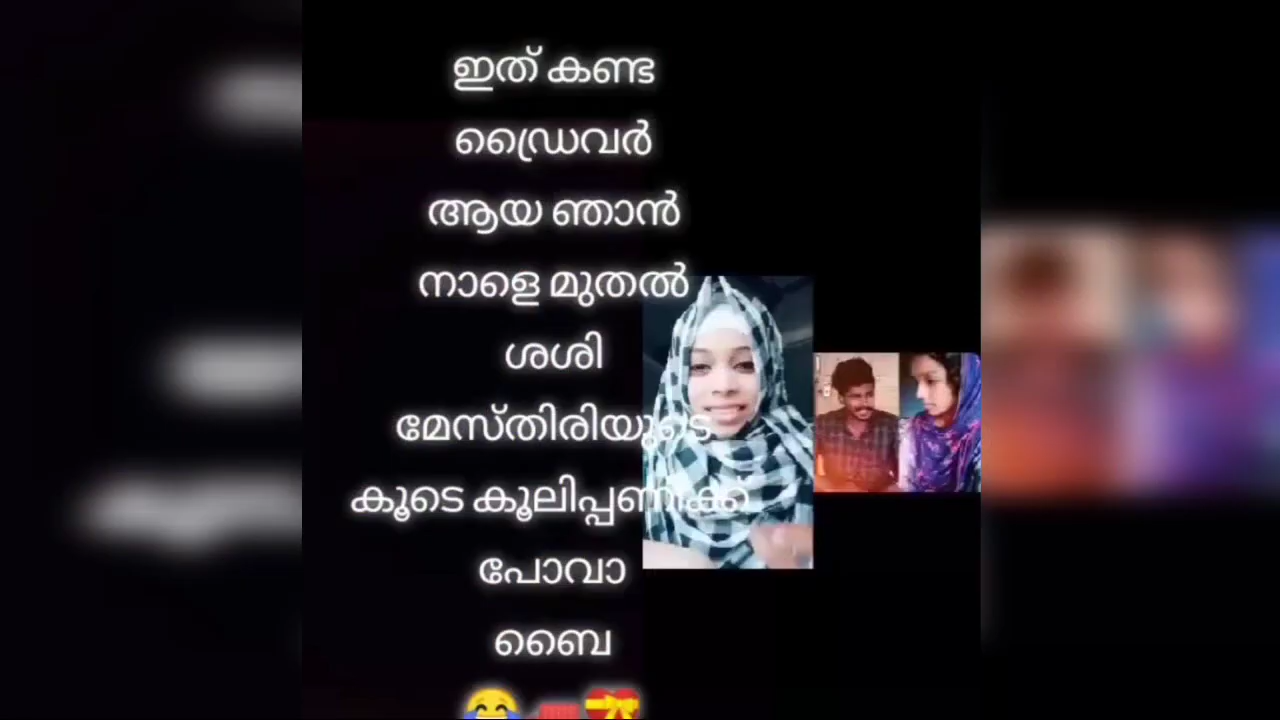 ഇത് കണ്ട
ഡ്രൈവർ
ആയ ഞാൻ
നാളെ മുതൽ
ശശി
മേസ്തിരിയുടെ
കൂടെ കൂലിപ്പണിക്ക്
പോവാ
ബൈ
😂🎟️💝